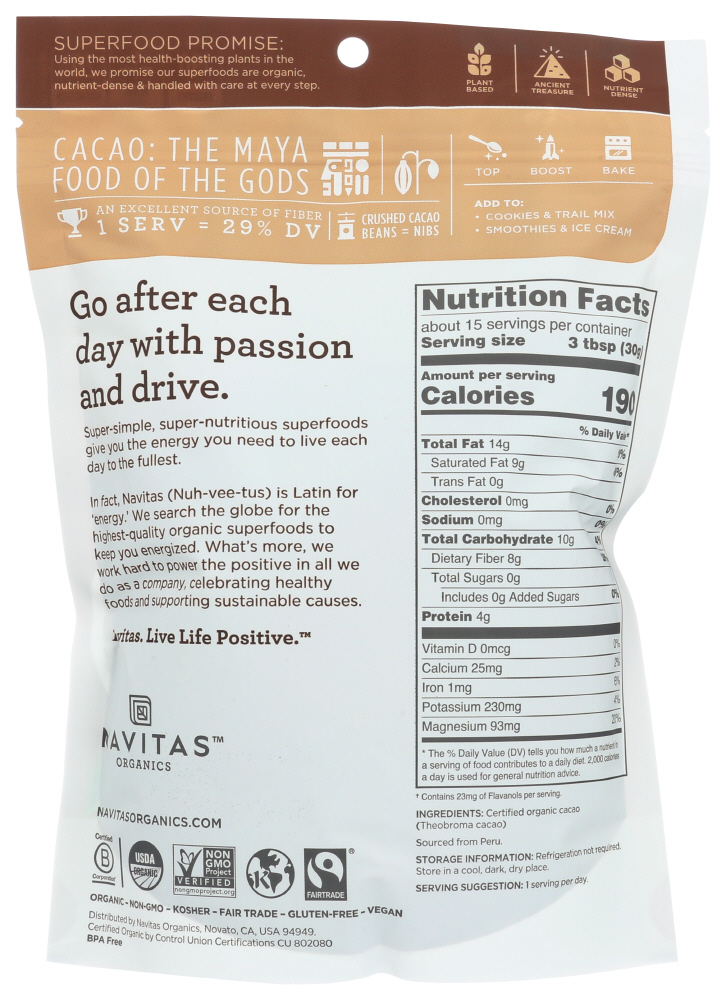 SUPERFOOD PROMISE:
Using the most health-boosting plants in the
world, we promise our superfoods are organic,
nutrient-dense & handled with care at every step.
PLANT
BASED
ANCIENT
TREASURE
NUTRIENT
DENSE
CACAO: THE MAYA
FOOD OF THE GODS
AN EXCELLENT SOURCE OF FIBER
1 SERV = 29% DV
CRUSHED CACAO
BEANS = NIBS
TOP
BOOST
BAKE
ADD TO:
• COOKIES & TRAIL MIX
• SMOOTHIES & ICE CREAM
Go after each
day with passion
and drive.
Super-simple, super-nutritious superfoods
give you the energy you need to live each
day to the fullest.
In fact, Navitas (Nuh-vee-tus) is Latin for
'energy.' We search the globe for the
highest-quality organic superfoods to
keep you energized. What's more, we
work hard to power the positive in all we
do as a company, celebrating healthy
foods and supporting sustainable causes.
Live Life Positive.™
NAVITAS™
ORGANICS
NAVITASORGANICS.COM
Certified
B
Corporation
USDA
ORGANIC
NON
GMO
Project
VERIFIED
nongmoproject.org
K
FAIRTRADE
®
ORGANIC - NON-GMO - KOSHER - FAIR TRADE - GLUTEN-FREE - VEGAN
Distributed by Navitas Organics, Novato, CA, USA 94949.
Certified Organic by Control Union Certifications CU 802080
BPA Free
Nutrition Facts
about 15 servings per container
Serving size 3 tbsp (30g)
Amount per serving
Calories 190
% Daily
Total Fat 14g
Saturated Fat 9g
Trans Fat 0g
Cholesterol 0mg 0%
Sodium 0mg 0%
Total Carbohydrate 10g
Dietary Fiber 8g
Total Sugars 0g
Includes 0g Added Sugars 0%
Protein 4g
Vitamin D 0mcg 0%
Calcium 25mg 2%
Iron 1mg 6%
Potassium 230mg 4%
Magnesium 93mg 20%
* The % Daily Value (DV) tells you how much a nutrient in
a serving of food contributes to a daily diet. 2,000 calories
a day is used for general nutrition advice.
† Contains 23mg of Flavanols per serving.
INGREDIENTS: Certified organic cacao
(Theobroma cacao)
Sourced from Peru.
STORAGE INFORMATION: Refrigeration not required.
Store in a cool, dark, dry place.
SERVING SUGGESTION: 1 serving per day.